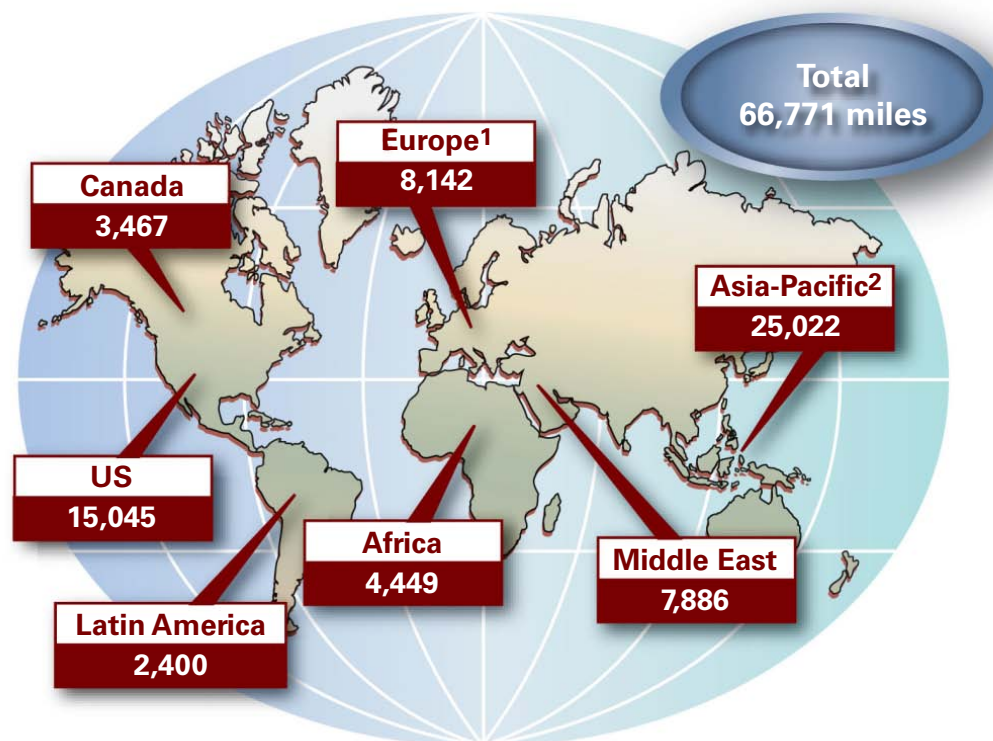 Total
66,771 miles
Europe1
8,142
Canada
3,467
Asia-Pacific2
25,022
US
15,045
Africa
4,449
Middle East
7,886
Latin America
2,400